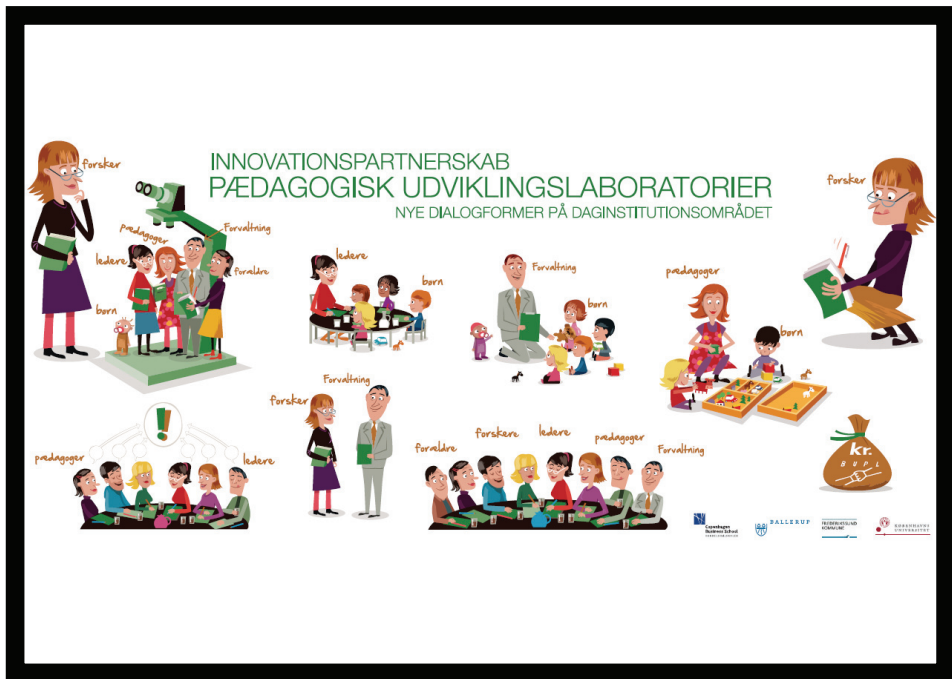 INNOVATIONSPARTNERSKAB
PÆDAGOGISK UDVIKLINGSLABORATORIER
NYE DIALOGFORMER PÅ DAGINSTITUTIONSOMRÅDET
forsker
pædagoger
Forvaltning
ledere
forældre
børn
ledere
børn
Forvaltning
børn
pædagoger
børn
forsker
forsker
Forvaltning
!
pædagoger
ledere
forældre
forskere
ledere
pædagoger
Forvaltning
kr.
BUPL
Copenhagen
Business School
BALLERUP
FREDERIKSSUND
KOMMUNE
KØBENHAVNS
UNIVERSITET